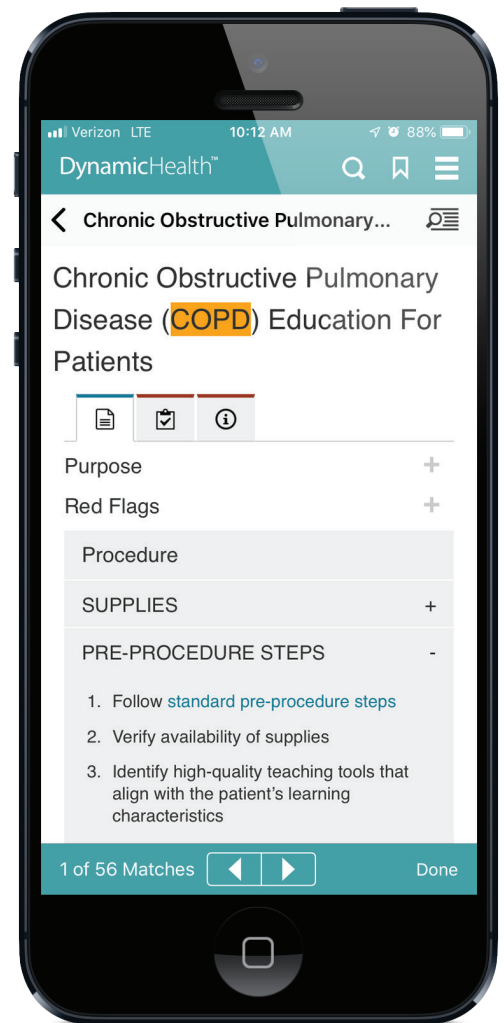 Verizon LTE 10:12 AM 88%
DynamicHealth™
Chronic Obstructive Pulmonary...
Chronic Obstructive Pulmonary
Disease (COPD) Education For
Patients
Purpose +
Red Flags +
Procedure
SUPPLIES +
PRE-PROCEDURE STEPS -
1. Follow standard pre-procedure steps
2. Verify availability of supplies
3. Identify high-quality teaching tools that
align with the patient's learning
characteristics
1 of 56 Matches Done